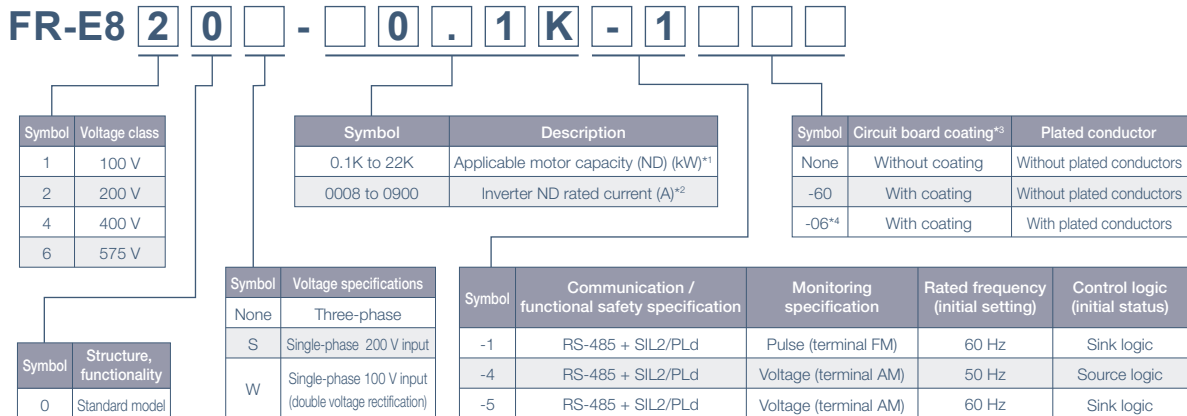 FR-E8 2 0 - 0 . 1 K - 1
Symbol Voltage class
1 100 V
2 200 V
4 400 V
6 575 V
Symbol Description
0.1K to 22K Applicable motor capacity (ND) (kW)*1
0008 to 0900 Inverter ND rated current (A)*2
Symbol Circuit board coating*3 Plated conductor
None Without coating Without plated conductors
-60 With coating Without plated conductors
-06*4 With coating With plated conductors
Symbol Structure, functionality
0 Standard model
Symbol Voltage specifications
None Three-phase
S Single-phase 200 V input
W Single-phase 100 V input
(double voltage rectification)
Symbol Communication / functional safety specification Monitoring specification Rated frequency (initial setting) Control logic (initial status)
-1 RS-485 + SIL2/PLd Pulse (terminal FM) 60 Hz Sink logic
-4 RS-485 + SIL2/PLd Voltage (terminal AM) 50 Hz Source logic
-5 RS-485 + SIL2/PLd Voltage (terminal AM) 60 Hz Sink logic